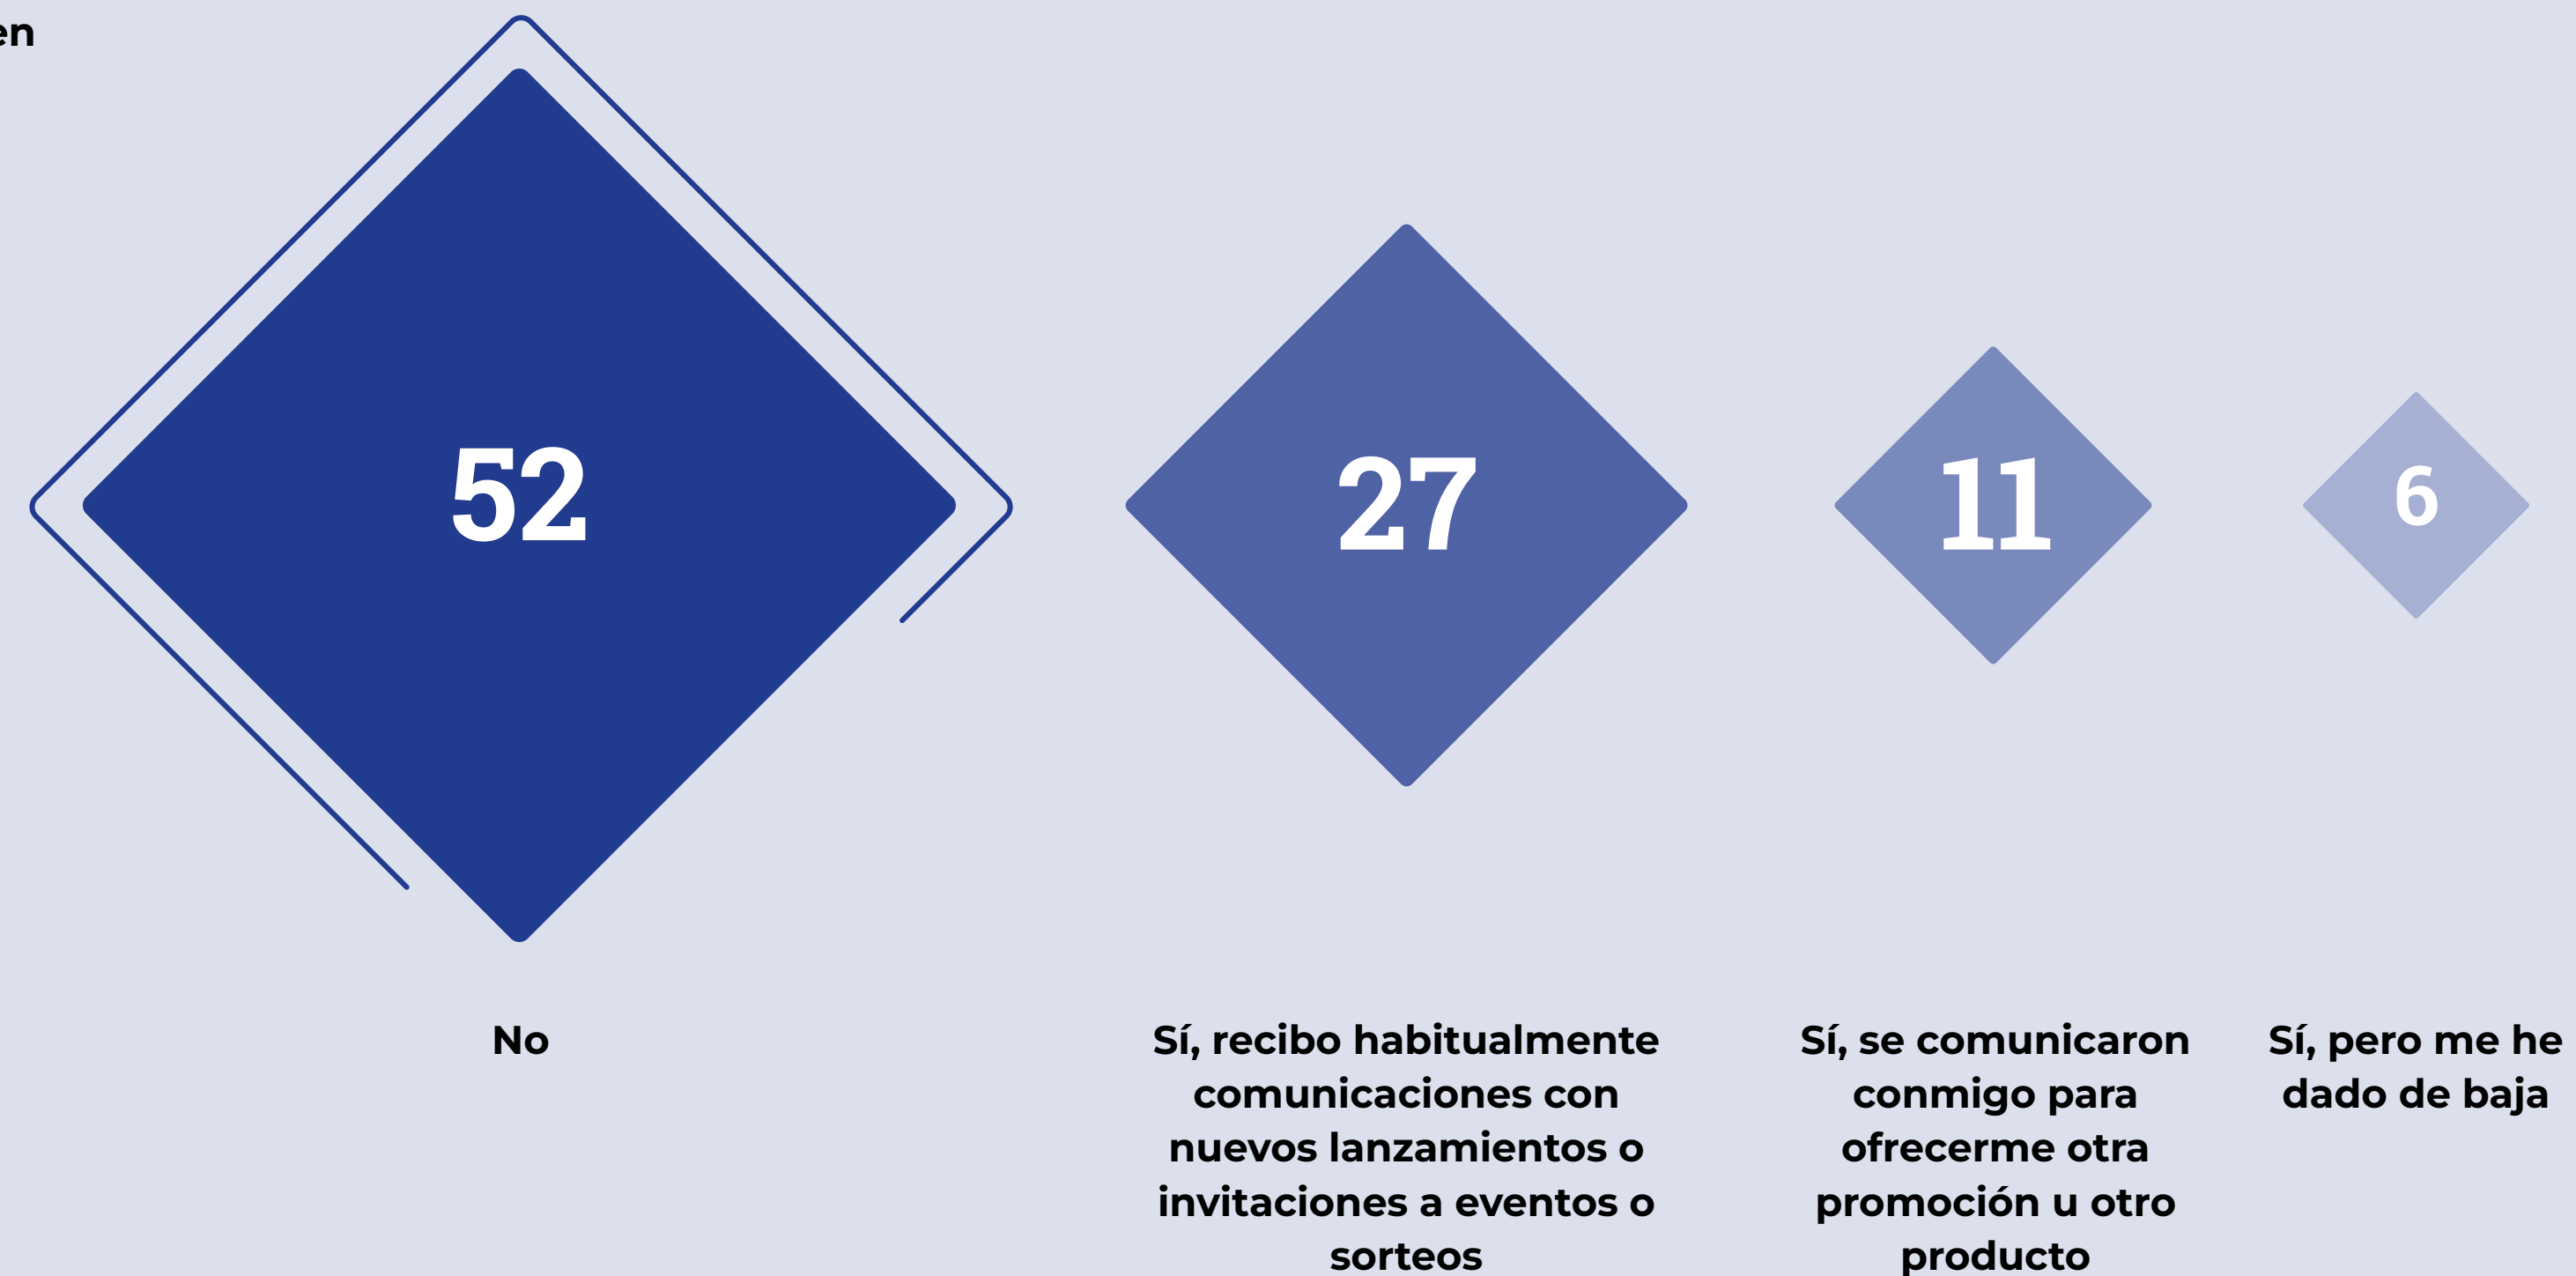 en
52
27
11
6
No
Sí, recibo habitualmente
comunicaciones con
nuevos lanzamientos o
invitaciones a eventos o
sorteos
Sí, se comunicaron
conmigo para
ofrecerme otra
promoción u otro
producto
Sí, pero me he
dado de baja